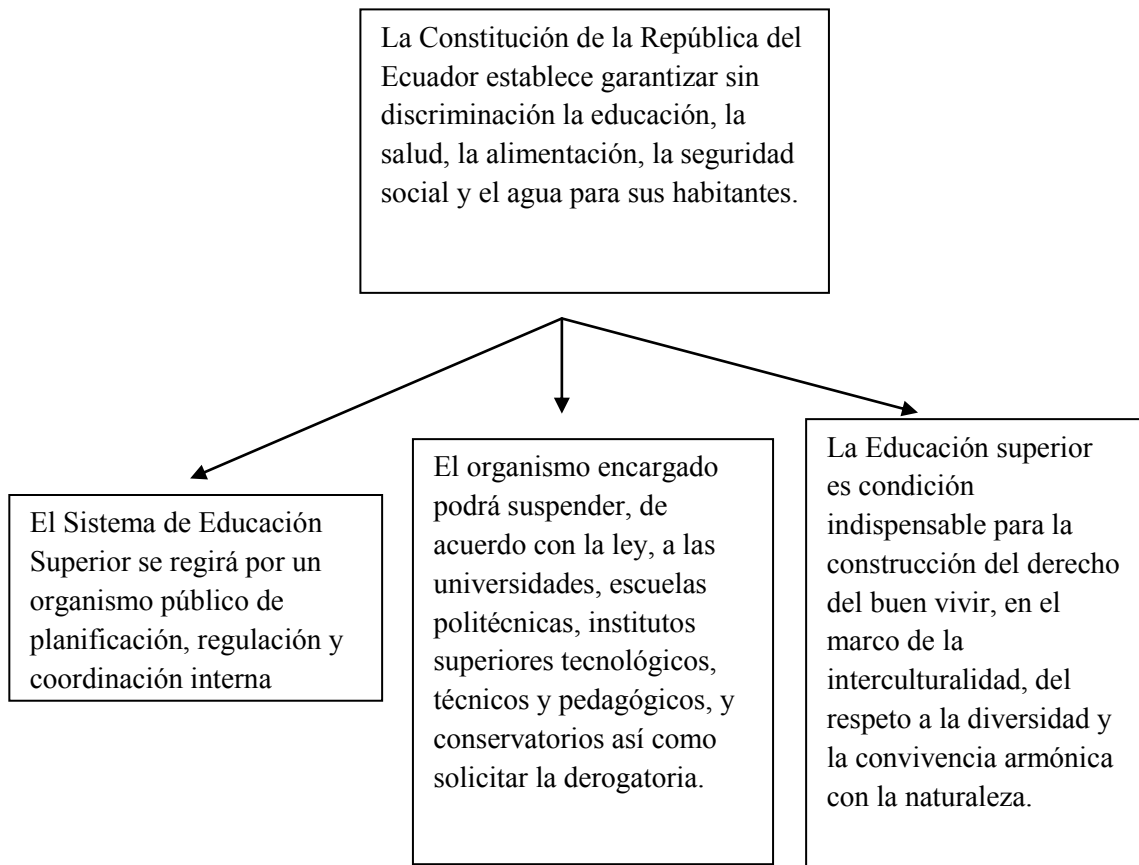 La Constitución de la República del
Ecuador establece garantizar sin
discriminación la educación, la
salud, la alimentación, la seguridad
social y el agua para sus habitantes.
El Sistema de Educación
Superior se regirá por un
organismo público de
planificación, regulación y
coordinación interna
El organismo encargado
podrá suspender, de
acuerdo con la ley, a las
universidades, escuelas
politécnicas, institutos
superiores tecnológicos,
técnicos y pedagógicos, y
conservatorios así como
solicitar la derogatoria.
La Educación superior
es condición
indispensable para la
construcción del derecho
del buen vivir, en el
marco de la
interculturalidad, del
respeto a la diversidad y
la convivencia armónica
con la naturaleza.